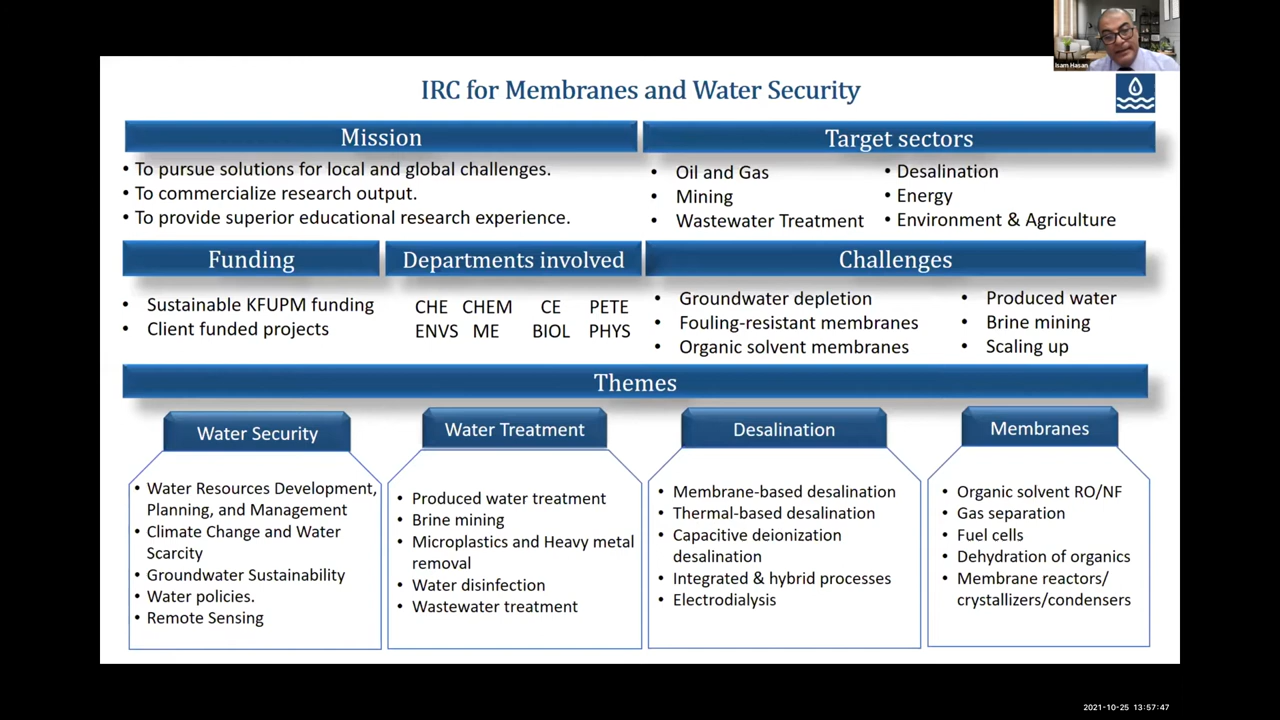 Isam Hasan
IRC for Membranes and Water Security
Mission
• To pursue solutions for local and global challenges.
• To commercialize research output.
• To provide superior educational research experience.
Target sectors
• Oil and Gas
• Mining
• Wastewater Treatment
• Desalination
• Energy
• Environment & Agriculture
Funding
• Sustainable KFUPM funding
• Client funded projects
Departments involved
CHE CHEM CE PETE
ENVS ME BIOL PHYS
Challenges
• Groundwater depletion
• Fouling-resistant membranes
• Organic solvent membranes
• Produced water
• Brine mining
• Scaling up
Themes
Water Security
• Water Resources Development,
Planning, and Management
• Climate Change and Water
Scarcity
• Groundwater Sustainability
• Water policies.
• Remote Sensing
Water Treatment
• Produced water treatment
• Brine mining
• Microplastics and Heavy metal
removal
• Water disinfection
• Wastewater treatment
Desalination
• Membrane-based desalination
• Thermal-based desalination
• Capacitive deionization
desalination
• Integrated & hybrid processes
• Electrodialysis
Membranes
• Organic solvent RO/NF
• Gas separation
• Fuel cells
• Dehydration of organics
• Membrane reactors/
crystallizers/condensers
2021-10-25 13:57:47